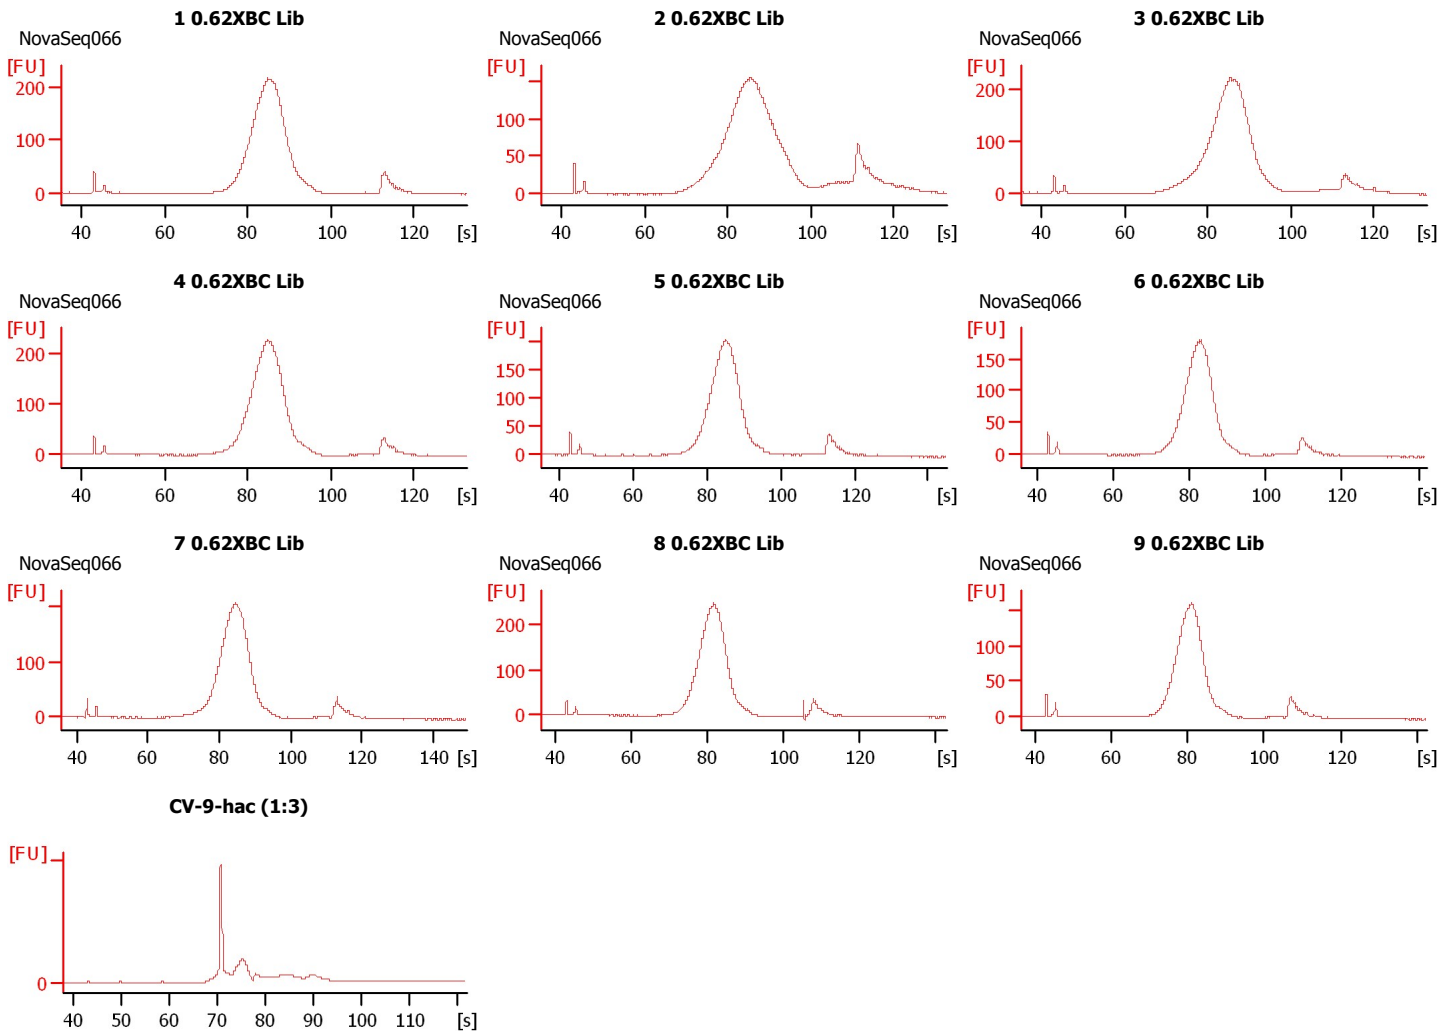 1 0.62XBC Lib
NovaSeq066
[FU]
200
100
0
40 60 80 100 120 [s]
2 0.62XBC Lib
NovaSeq066
[FU]
100
50
0
40 60 80 100 120 [s]
3 0.62XBC Lib
NovaSeq066
[FU]
200
100
0
40 60 80 100 120 [s]
4 0.62XBC Lib
NovaSeq066
[FU]
200
100
0
40 60 80 100 120 [s]
5 0.62XBC Lib
NovaSeq066
[FU]
150
100
50
0
40 60 80 100 120 [s]
6 0.62XBC Lib
NovaSeq066
[FU]
150
100
50
0
40 60 80 100 120 [s]
7 0.62XBC Lib
NovaSeq066
[FU]
100
0
40 60 80 100 120 140 [s]
8 0.62XBC Lib
NovaSeq066
[FU]
200
100
0
40 60 80 100 120 [s]
9 0.62XBC Lib
NovaSeq066
[FU]
100
50
0
40 60 80 100 120 [s]
CV-9-hac (1:3)
[FU]
0
40 50 60 70 80 90 100 110 [s]